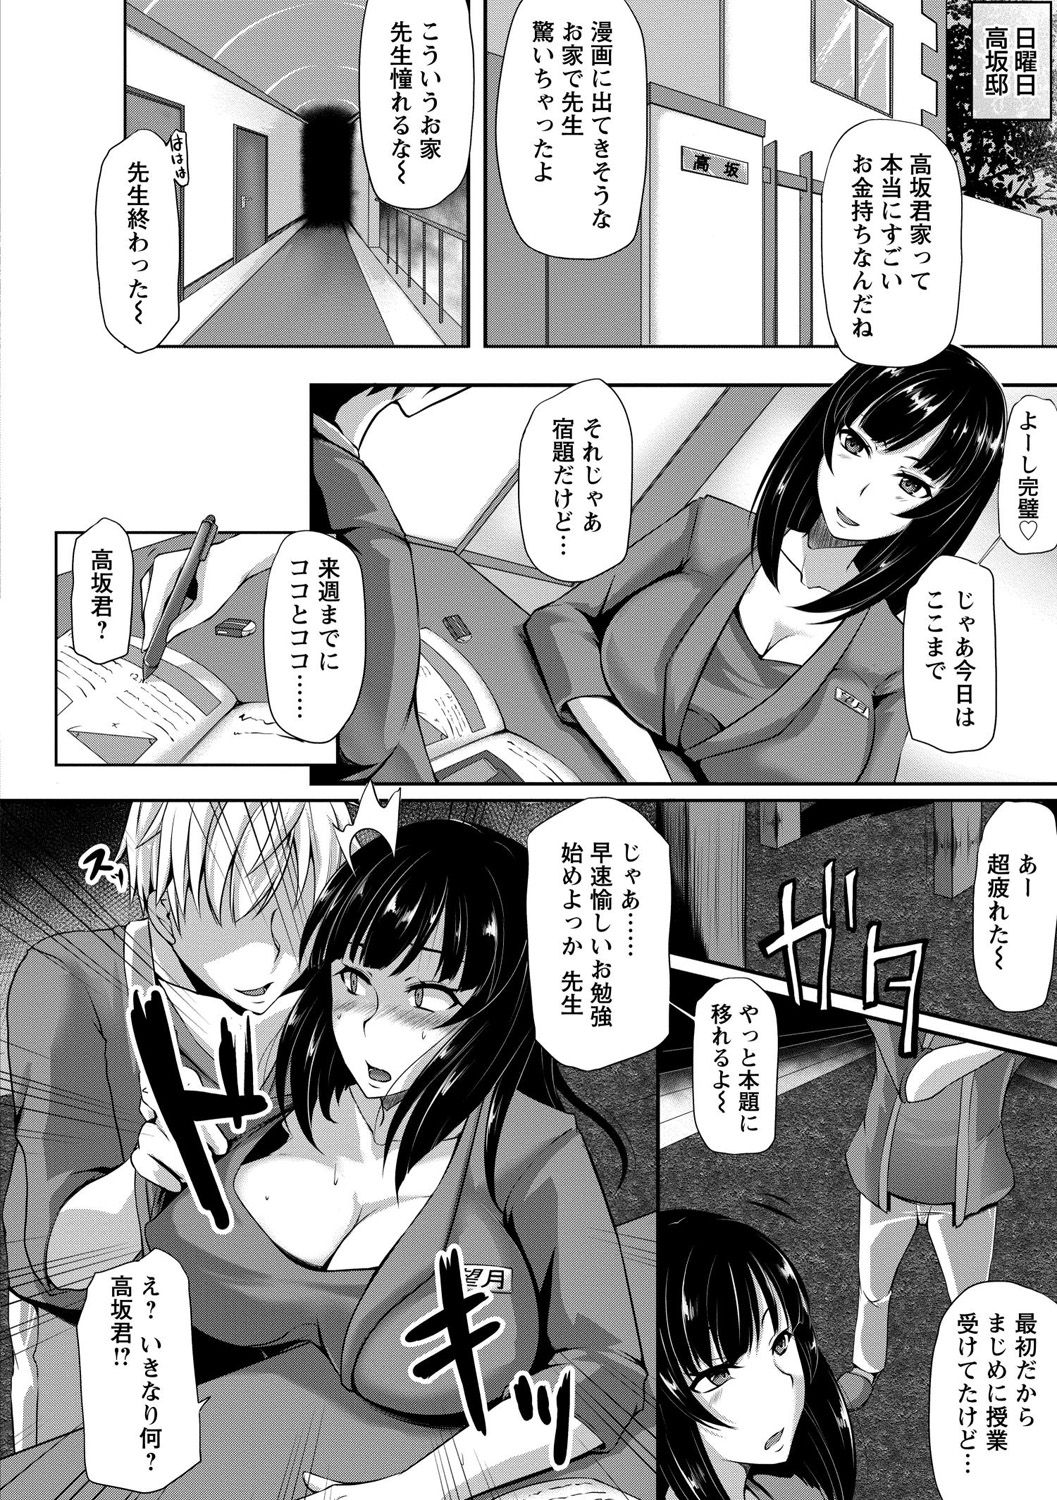 日曜日
高坂邸
高坂君家って
本当にすごい
お金持ちなんだね
高坂
漫画に出てきそうな
お家で先生
驚いちゃったよ
こういうお家
先生憧れるな〜
ははは
先生終わった〜
よーし完璧♡
じゃあ今日は
ここまで
望月
それじゃあ
宿題だけど…
来週までに
ココとココ……
高坂君?
あー
超疲れた〜
ガタ
やっと本題に
移れるよ〜
最初だから
まじめに授業
受けてたけど…
じゃあ……
早速愉しいお勉強
始めよっか 先生
スッ
ドキッ
ドキッ
望月
え? いきなり何?
高坂君!?